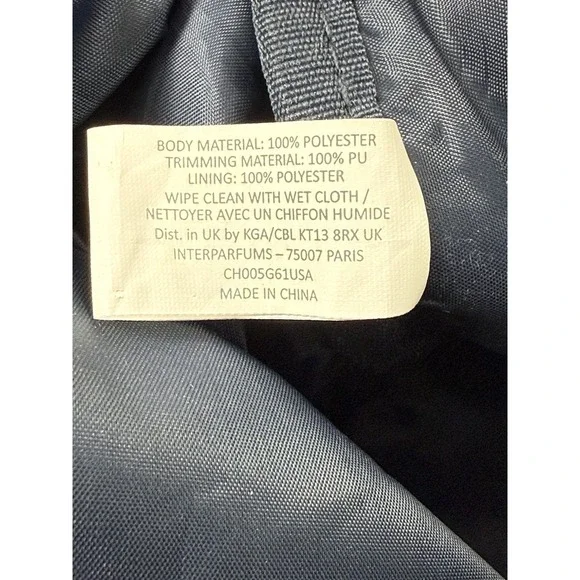 BODY MATERIAL: 100% POLYESTER
TRIMMING MATERIAL: 100% PU
LINING: 100% POLYESTER
WIPE CLEAN WITH WET CLOTH /
NETTOYER AVEC UN CHIFFON HUMIDE
Dist. in UK by KGA/CBL KT13 8RX UK
INTERPARFUMS – 75007 PARIS
CH005G61USA
MADE IN CHINA